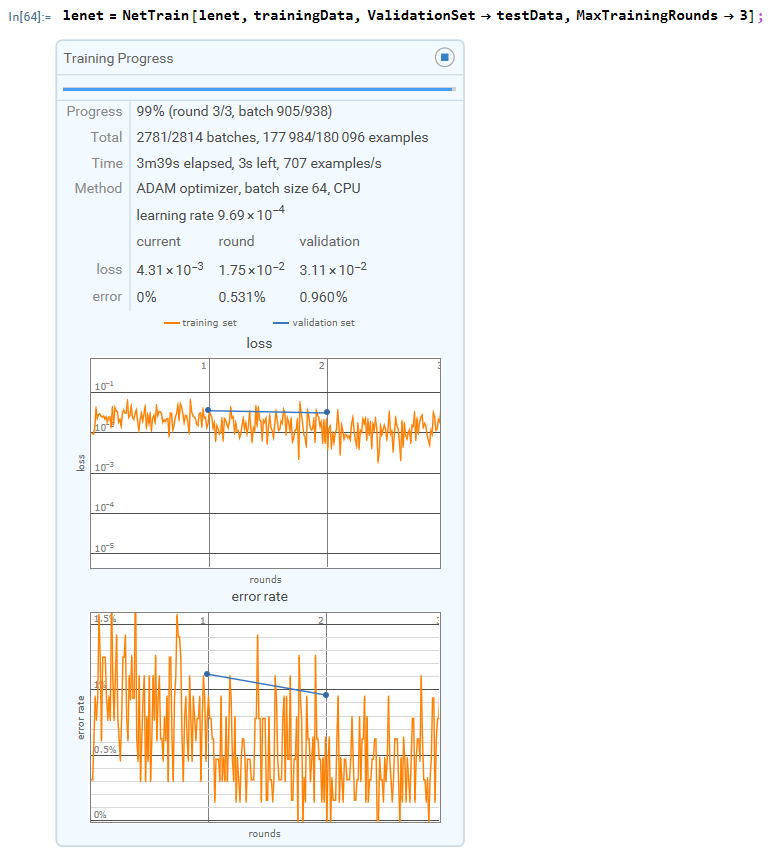 In[64]:= lenet = NetTrain[lenet, trainingData, ValidationSet → testData, MaxTrainingRounds → 3];
Training Progress
Progress 99% (round 3/3, batch 905/938)
Total 2781/2814 batches, 177 984/180 096 examples
Time 3m39s elapsed, 3s left, 707 examples/s
Method ADAM optimizer, batch size 64, CPU
learning rate 9.69×10⁻⁴
current round validation
loss 4.31×10⁻³ 1.75×10⁻² 3.11×10⁻²
error 0% 0.531% 0.960%
training set validation set
loss
1 2 3
10⁻¹
10⁻²
10⁻³
10⁻⁴
10⁻⁵
loss
rounds
error rate
1 2
1.5%
1%
0.5%
0%
error rate
rounds